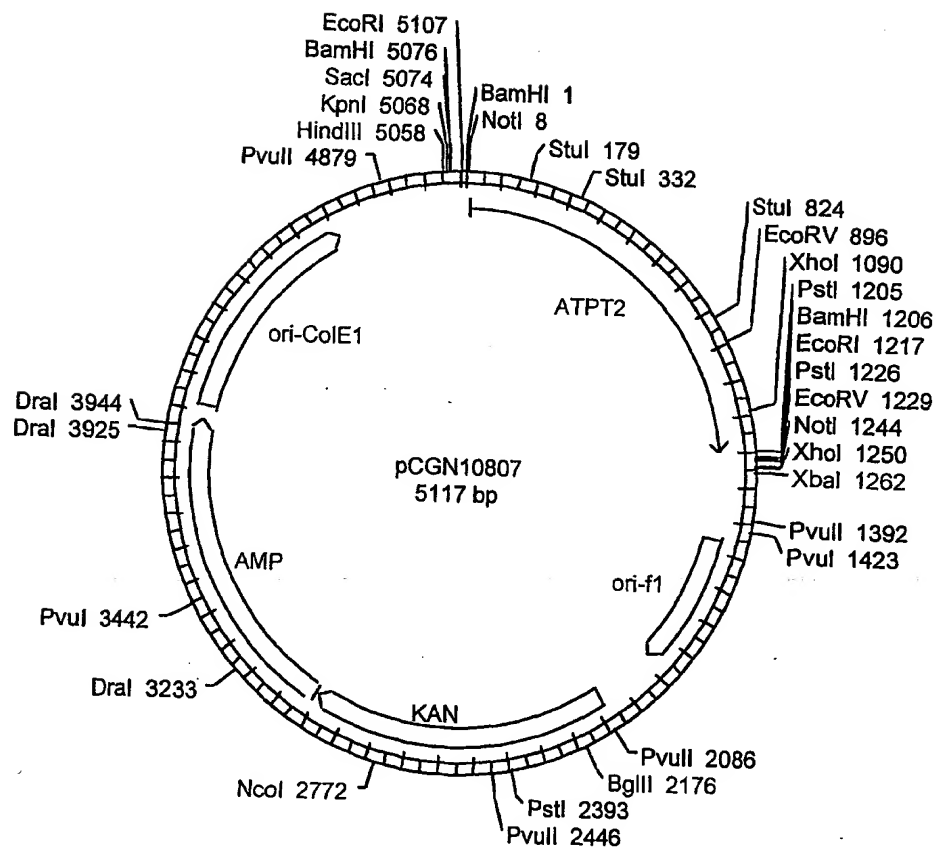 EcoRI 5107
BamHI 5076
SacI 5074
KpnI 5068
HindIII 5058
PvuII 4879
BamHI 1
NotI 8
StuI 179
StuI 332
StuI 824
EcoRV 896
XhoI 1090
PstI 1205
BamHI 1206
EcoRI 1217
PstI 1226
EcoRV 1229
NotI 1244
XhoI 1250
XbaI 1262
PvuII 1392
PvuI 1423
PvuII 2086
BglII 2176
PstI 2393
PvuII 2446
NcoI 2772
DraI 3233
PvuI 3442
DraI 3925
DraI 3944
ori-ColE1
ATPT2
pCGN10807
5117 bp
AMP
ori-f1
KAN